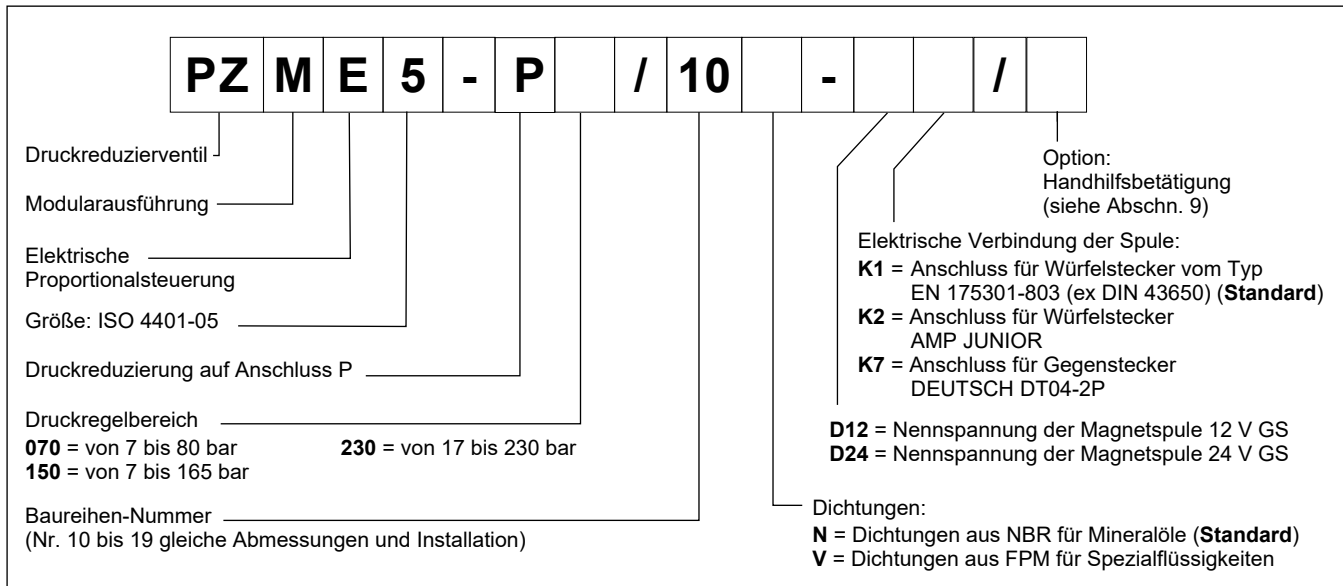 PZ M E 5 - P / 10 - /
Druckreduzierventil
Modularausführung
Elektrische
Proportionalsteuerung
Größe: ISO 4401-05
Druckreduzierung auf Anschluss P
Druckregelbereich
070 = von 7 bis 80 bar 230 = von 17 bis 230 bar
150 = von 7 bis 165 bar
Baureihen-Nummer
(Nr. 10 bis 19 gleiche Abmessungen und Installation)
Option:
Handhilfsbetätigung
(siehe Abschn. 9)
Elektrische Verbindung der Spule:
K1 = Anschluss für Würfelstecker vom Typ
EN 175301-803 (ex DIN 43650) (Standard)
K2 = Anschluss für Würfelstecker
AMP JUNIOR
K7 = Anschluss für Gegenstecker
DEUTSCH DT04-2P
D12 = Nennspannung der Magnetspule 12 V GS
D24 = Nennspannung der Magnetspule 24 V GS
Dichtungen:
N = Dichtungen aus NBR für Mineralöle (Standard)
V = Dichtungen aus FPM für Spezialflüssigkeiten